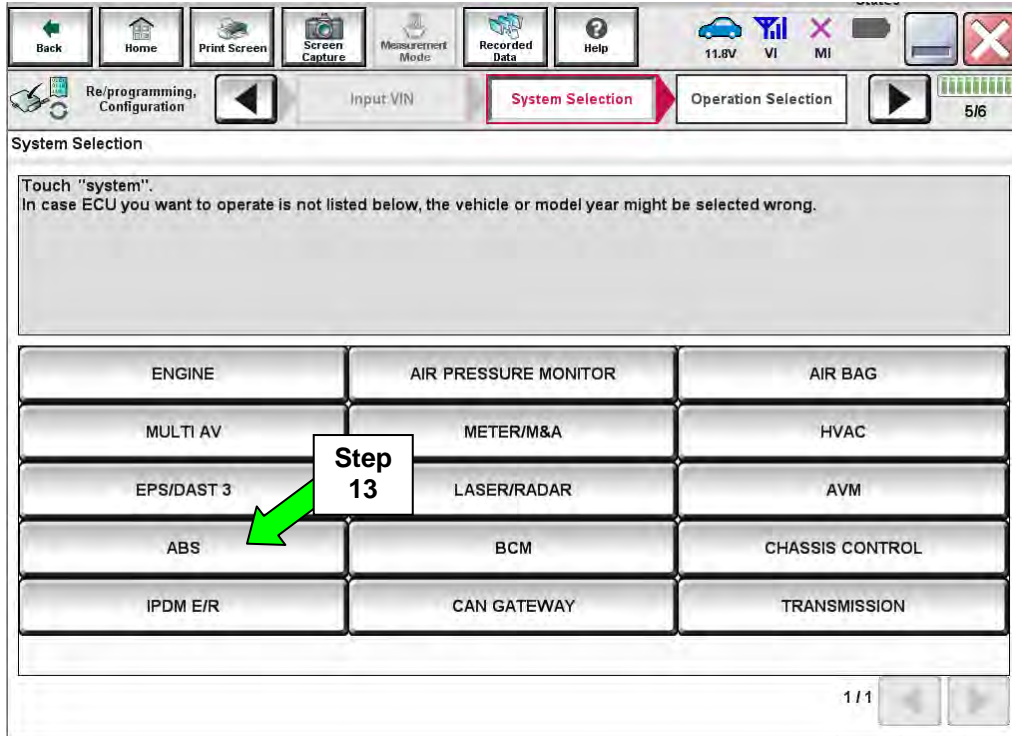 States
Back
Home
Print Screen
Screen
Capture
Measurement
Mode
Recorded
Data
Help
11.8V
VI
MI
Re/programming,
Configuration
Input VIN
System Selection
Operation Selection
5/6
System Selection
Touch "system".
In case ECU you want to operate is not listed below, the vehicle or model year might be selected wrong.
ENGINE
AIR PRESSURE MONITOR
AIR BAG
MULTI AV
METER/M&A
HVAC
Step
13
EPS/DAST 3
LASER/RADAR
AVM
ABS
BCM
CHASSIS CONTROL
IPDM E/R
CAN GATEWAY
TRANSMISSION
1/1